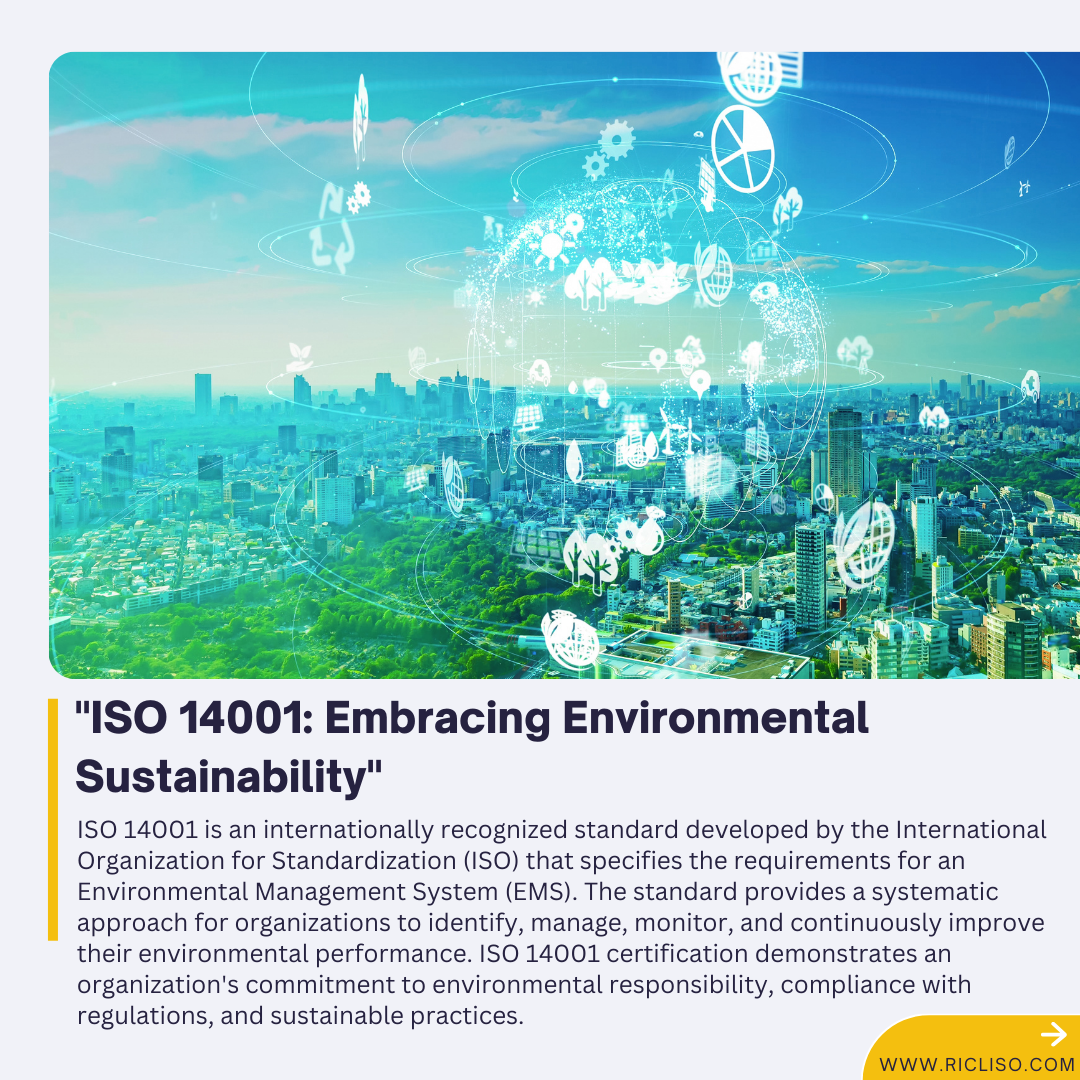 "ISO 14001: Embracing Environmental
Sustainability"
ISO 14001 is an internationally recognized standard developed by the International
Organization for Standardization (ISO) that specifies the requirements for an
Environmental Management System (EMS). The standard provides a systematic
approach for organizations to identify, manage, monitor, and continuously improve
their environmental performance. ISO 14001 certification demonstrates an
organization's commitment to environmental responsibility, compliance with
regulations, and sustainable practices.
WWW.RICLISO.COM